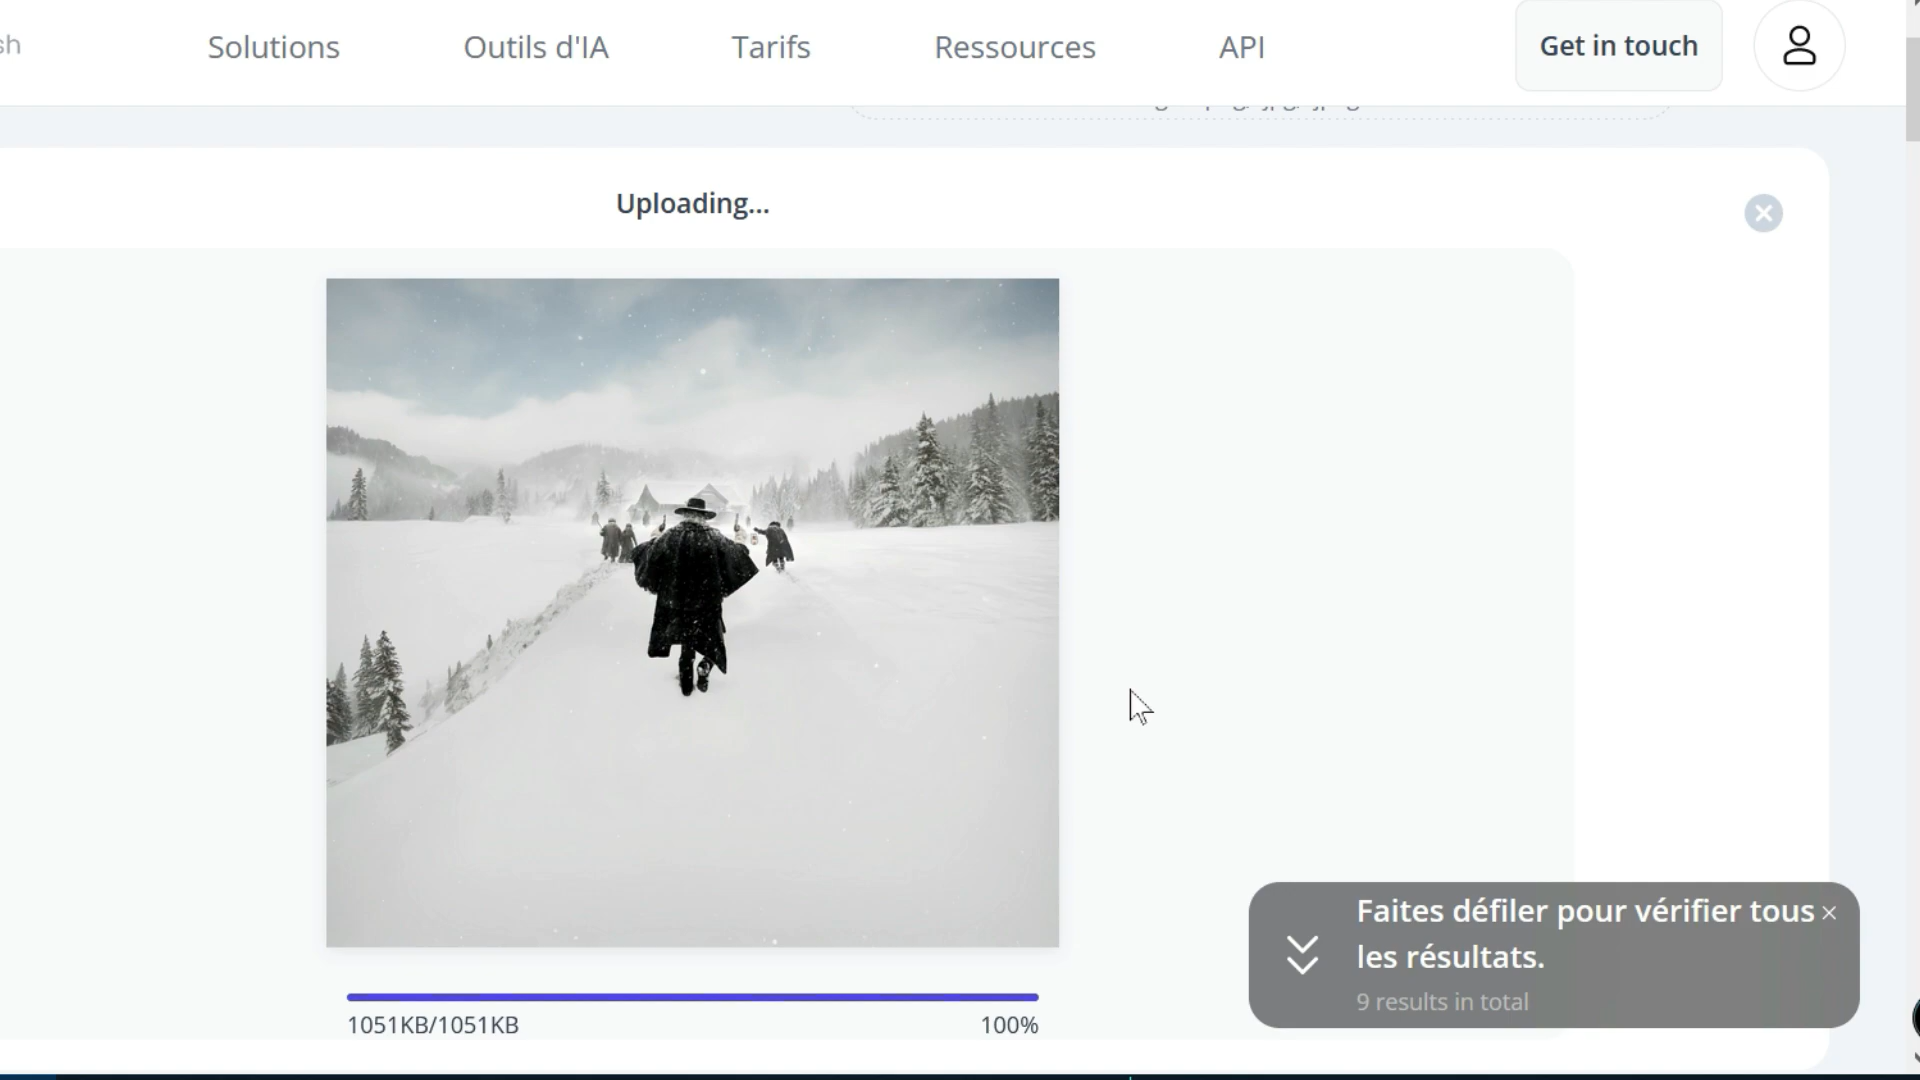 sh
Solutions
Outils d'IA
Tarifs
Ressources
API
Get in touch
Uploading...
1051KB/1051KB
100%
Faites défiler pour vérifier tous
les résultats.
9 results in total